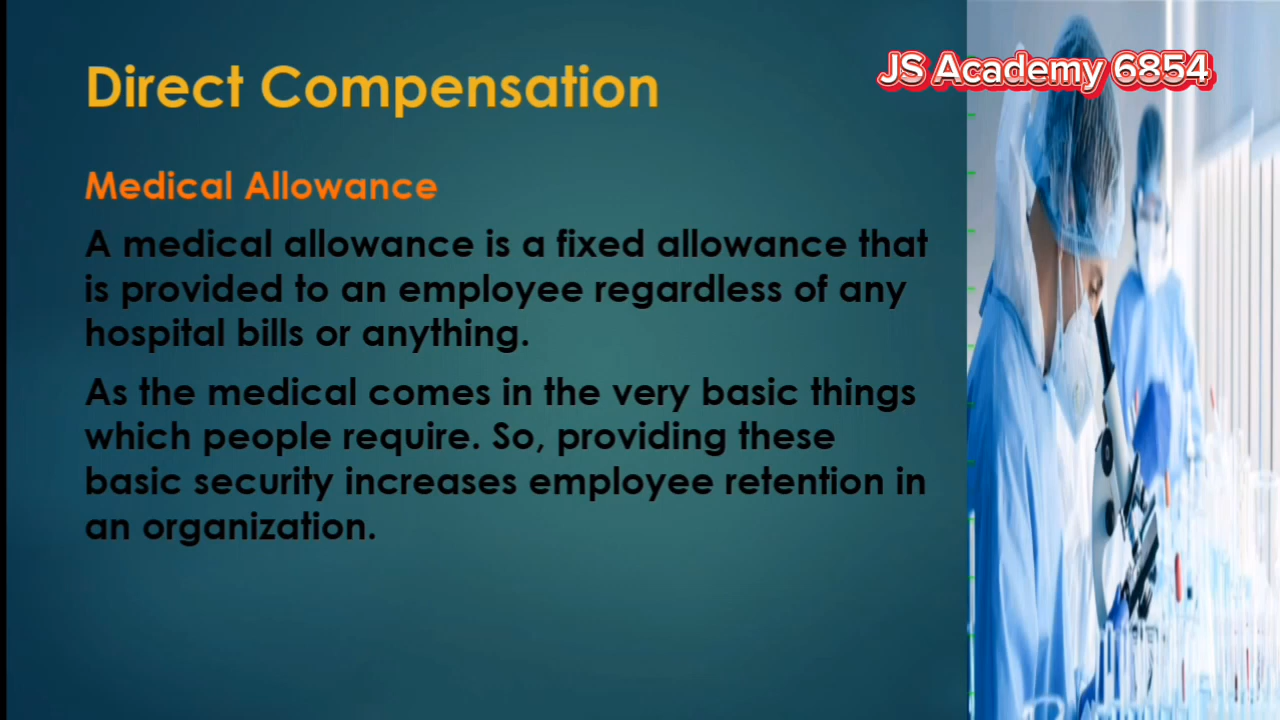 Direct Compensation
JS Academy 6854
Medical Allowance
A medical allowance is a fixed allowance that
is provided to an employee regardless of any
hospital bills or anything.
As the medical comes in the very basic things
which people require. So, providing these
basic security increases employee retention in
an organization.